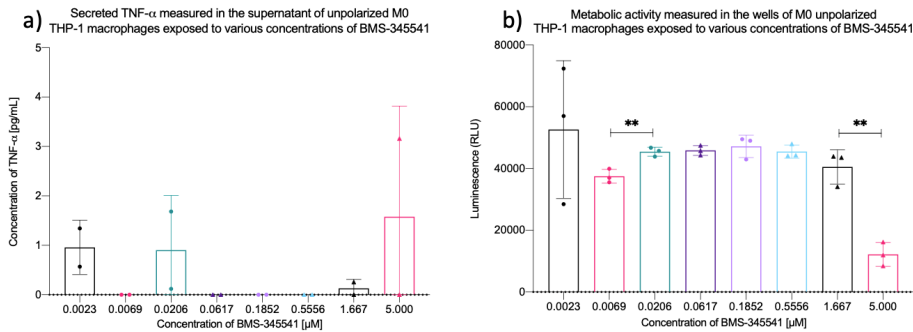 a)
Secreted TNF-α measured in the supernatant of unpolarized M0
THP-1 macrophages exposed to various concentrations of BMS-345541
Concentration of TNF-α [pg/mL]
5
4
3
2
1
0
0.0023 0.0069 0.0206 0.0617 0.1852 0.5556 1.667 5.000
Concentration of BMS-345541 [µM]
b)
Metabolic activity measured in the wells of M0 unpolarized
THP-1 macrophages exposed to various concentrations of BMS-345541
Luminescence (RLU)
80000
60000
40000
20000
0
** **
0.0023 0.0069 0.0206 0.0617 0.1852 0.5556 1.667 5.000
Concentration of BMS-345541 [µM]